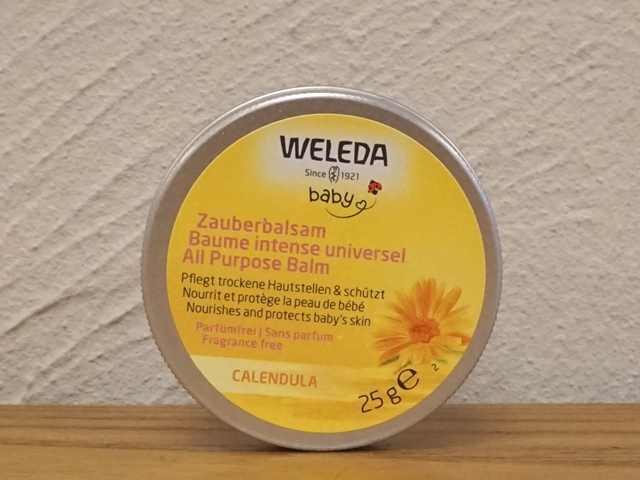 WELEDA
Since 1921
baby
Zauberbalsam
Baume intense universel
All Purpose Balm
Pflegt trockene Hautstellen & schützt
Nourrit et protège la peau de bébé
Nourishes and protects baby's skin
Parfumfrei | Sans parfum
Fragrance free
CALENDULA
25 g ℮ 2